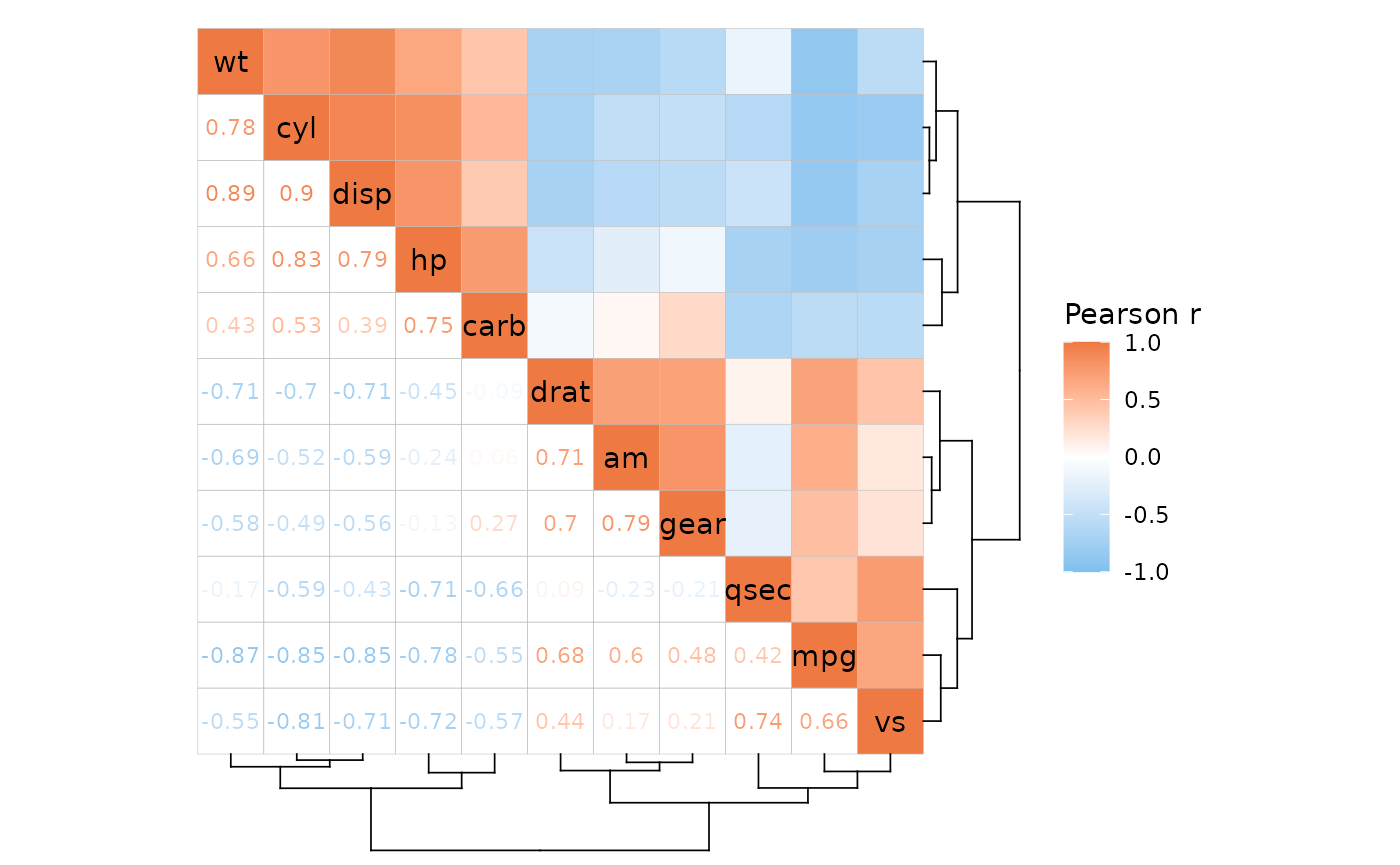 wt
0.78 cyl
0.89 0.9 disp
0.66 0.83 0.79 hp
0.43 0.53 0.39 0.75 carb
-0.71 -0.7 -0.71 -0.45 -0.09 drat
-0.69 -0.52 -0.59 -0.24 0.06 0.71 am
-0.58 -0.49 -0.56 -0.13 0.27 0.7 0.79 gear
-0.17 -0.59 -0.43 -0.71 -0.66 0.09 -0.23 -0.21 qsec
-0.87 -0.85 -0.85 -0.78 -0.55 0.68 0.6 0.48 0.42 mpg
-0.55 -0.81 -0.71 -0.72 -0.57 0.44 0.17 0.21 0.74 0.66 vs
Pearson r
1.0
0.5
0.0
-0.5
-1.0